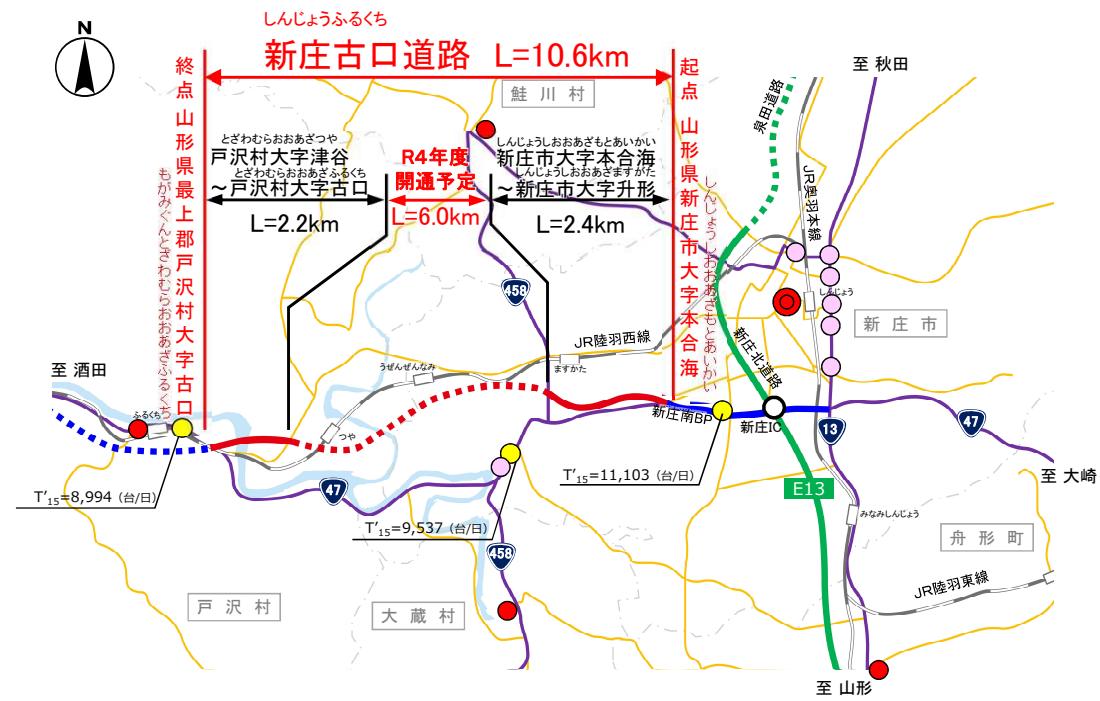 N
しんじょうふるくち
新庄古口道路 L=10.6km
終点 山形県最上郡戸沢村大字古口
もがみぐんとざわむらおおあざふるくち
起点 山形県新庄市大字本合海
しんじょうしおおあざもとあいかい
とざわむらおおあざつや
戸沢村大字津谷
とざわむらおおあざふるくち
～戸沢村大字古口
L=2.2km
R4年度
開通予定
L=6.0km
しんじょうしおおあざもとあいかい
新庄市大字本合海
しんじょうしおおあざますがた
～新庄市大字升形
L=2.4km
鮭川村
至 秋田
泉田道路
JR奥羽本線
しんじょう
新庄市
458
JR陸羽西線
新庄北道路
うぜんぜんなみ
ますかた
至 酒田
ふるくち
つや
新庄南BP
新庄IC
13
47
至 大崎
T'15=8,994（台/日）
47
T'15=9,537（台/日）
T'15=11,103（台/日）
E13
みなみしんじょう
舟形町
458
JR陸羽東線
戸沢村
大蔵村
至 山形